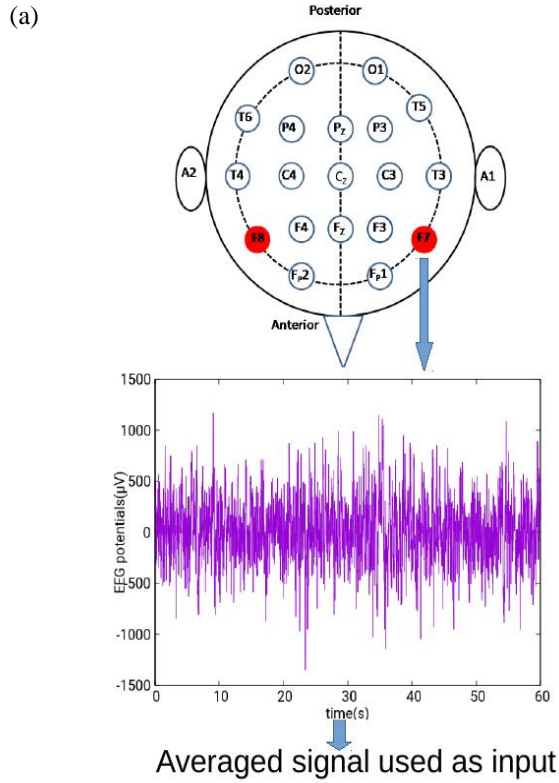 (a)
Posterior
O2 O1
T6 T5
P4 Pz P3
A2 T4 C4 Cz C3 T3 A1
F8 F4 Fz F3 F7
Fp2 Fp1
Anterior
1500
1000
500
0
-500
-1000
-1500
EEG potentials(μV)
0 10 20 30 40 50 60
time(s)
Averaged signal used as input